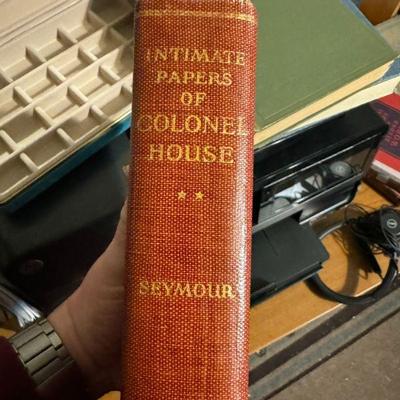 INTIMATE
PAPERS
OF
COLONEL
HOUSE
★ ★
SEYMOUR